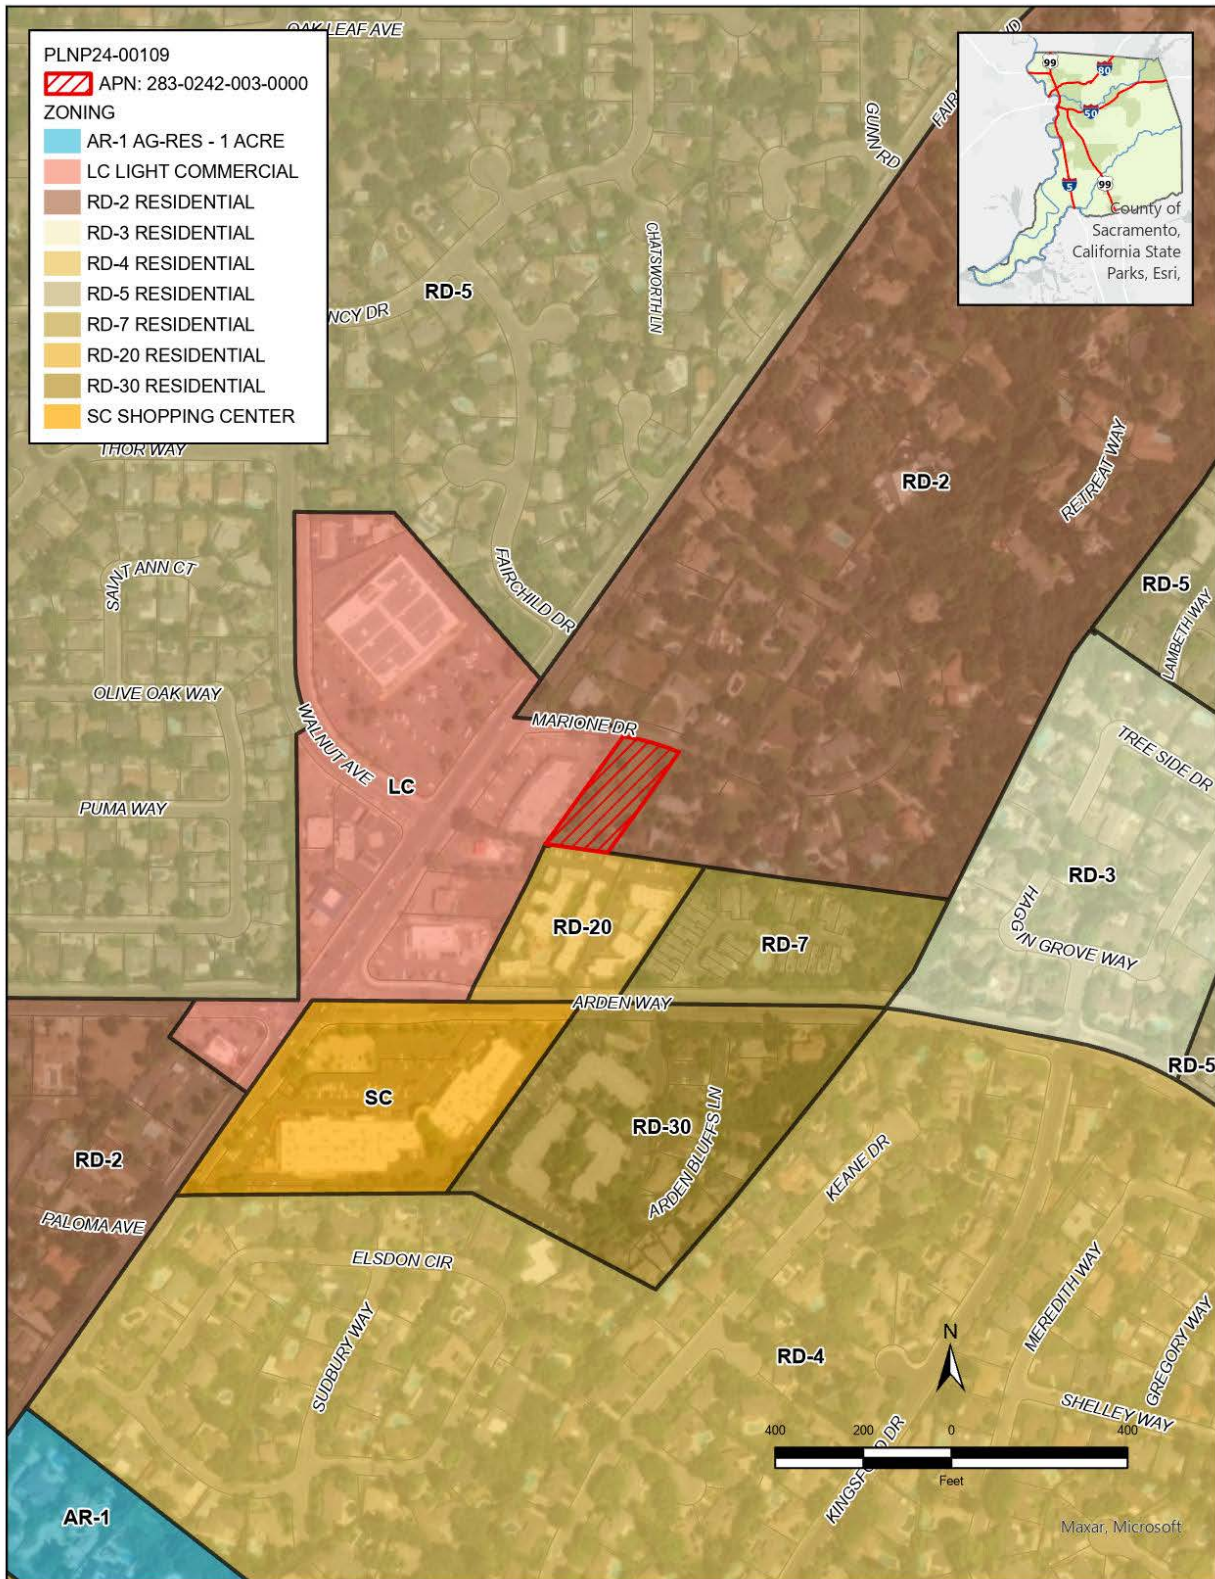 PLNP24-00109
APN: 283-0242-003-0000
ZONING
AR-1 AG-RES - 1 ACRE
LC LIGHT COMMERCIAL
RD-2 RESIDENTIAL
RD-3 RESIDENTIAL
RD-4 RESIDENTIAL
RD-5 RESIDENTIAL
RD-7 RESIDENTIAL
RD-20 RESIDENTIAL
RD-30 RESIDENTIAL
SC SHOPPING CENTER
OAK LEAF AVE
GUNN RD
99
80
50
5
99
County of
Sacramento,
California State
Parks, Esri,
CHATSWORTH LN
RD-5
NCY DR
THOR WAY
RD-2
RETREAT WAY
SAINT ANN CT
FAIRCHILD DR
RD-5
LAMBETH WAY
OLIVE OAK WAY
WALNUT AVE
MARIONE DR
TREE SIDE DR
LC
PUMA WAY
RD-3
HAGGIN GROVE WAY
RD-20
RD-7
ARDEN WAY
RD-5
SC
RD-30
ARDEN BLUFFS LN
RD-2
KEANE DR
PALOMA AVE
ELSDON CIR
SUDBURY WAY
MEREDITH WAY
GREGORY WAY
RD-4
N
SHELLEY WAY
400 200 0 400
Feet
KINGSFORD DR
AR-1
Maxar, Microsoft